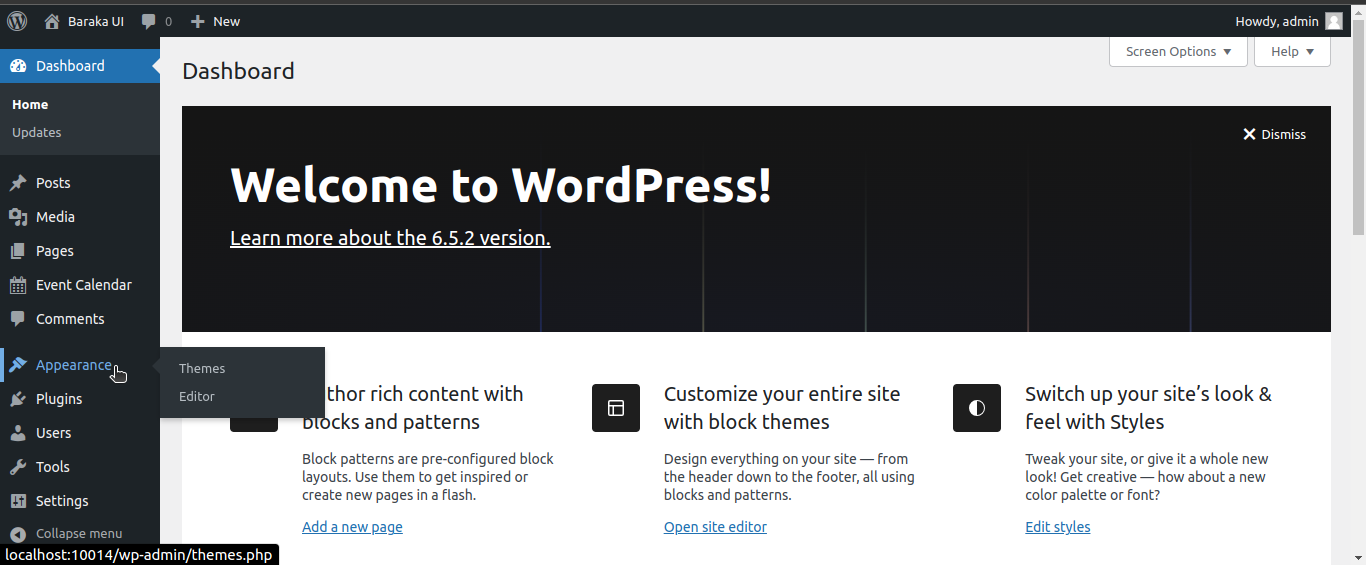 Baraka UI
0
New
Howdy, admin
Dashboard
Home
Updates
Posts
Media
Pages
Event Calendar
Comments
Appearance
Plugins
Users
Tools
Settings
Collapse menu
Themes
Editor
Screen Options
Help
Dashboard
Dismiss
Welcome to WordPress!
Learn more about the 6.5.2 version.
rich content with
blocks and patterns
Block patterns are pre-configured block
layouts. Use them to get inspired or
create new pages in a flash.
Add a new page
Customize your entire site
with block themes
Design everything on your site — from
the header down to the footer, all using
blocks and patterns.
Open site editor
Switch up your site’s look &
feel with Styles
Tweak your site, or give it a whole new
look! Get creative — how about a new
color palette or font?
Edit styles
localhost:10014/wp-admin/themes.php